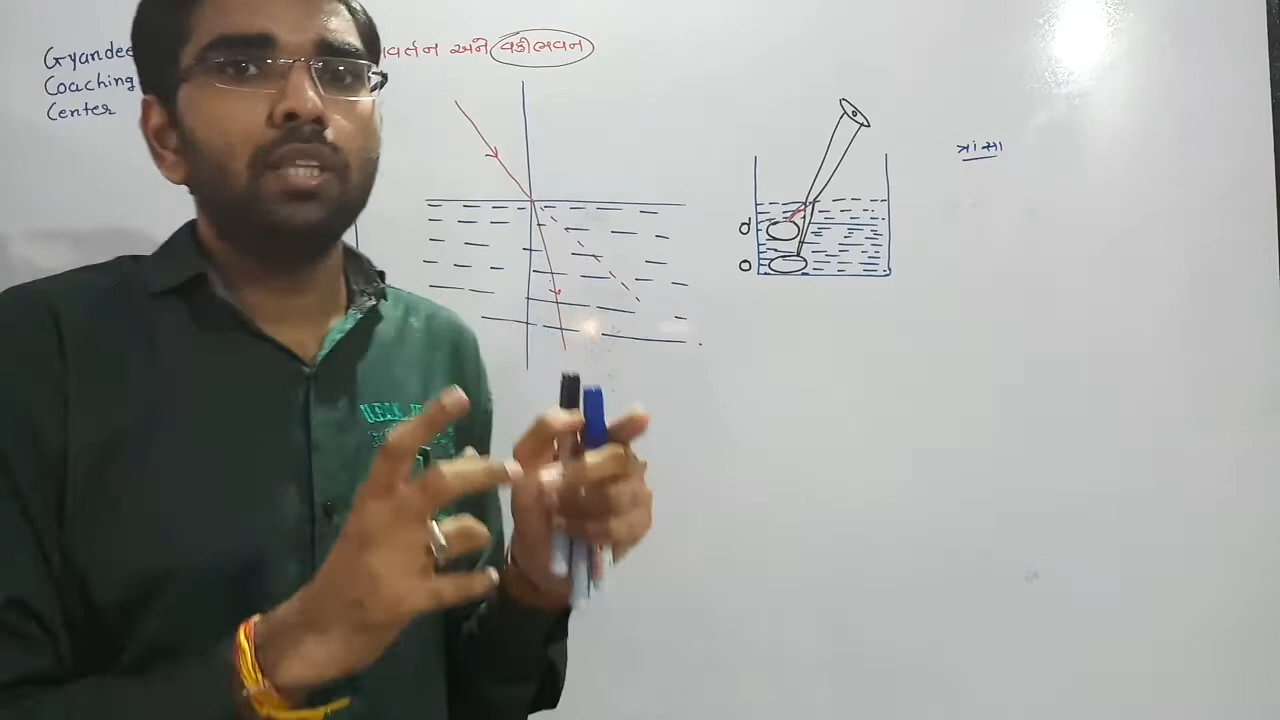 Gyandee
Coaching
Center
વર્તન અને વક્રીભવન
ત્રાંસા
d
o